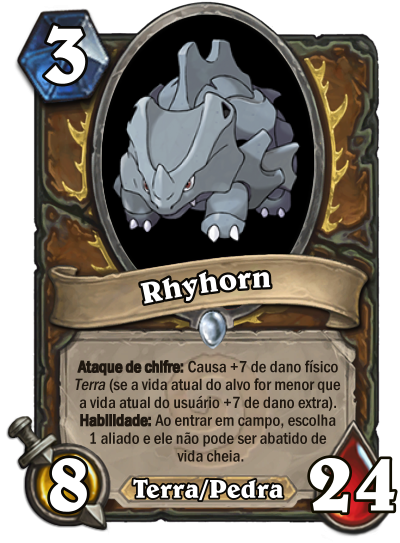 3
Rhyhorn
Ataque de chifre: Causa +7 de dano físico
Terra (se a vida atual do alvo for menor que
a vida atual do usuário +7 de dano extra).
Habilidade: Ao entrar em campo, escolha
1 aliado e ele não pode ser abatido de
vida cheia.
8
Terra/Pedra
24